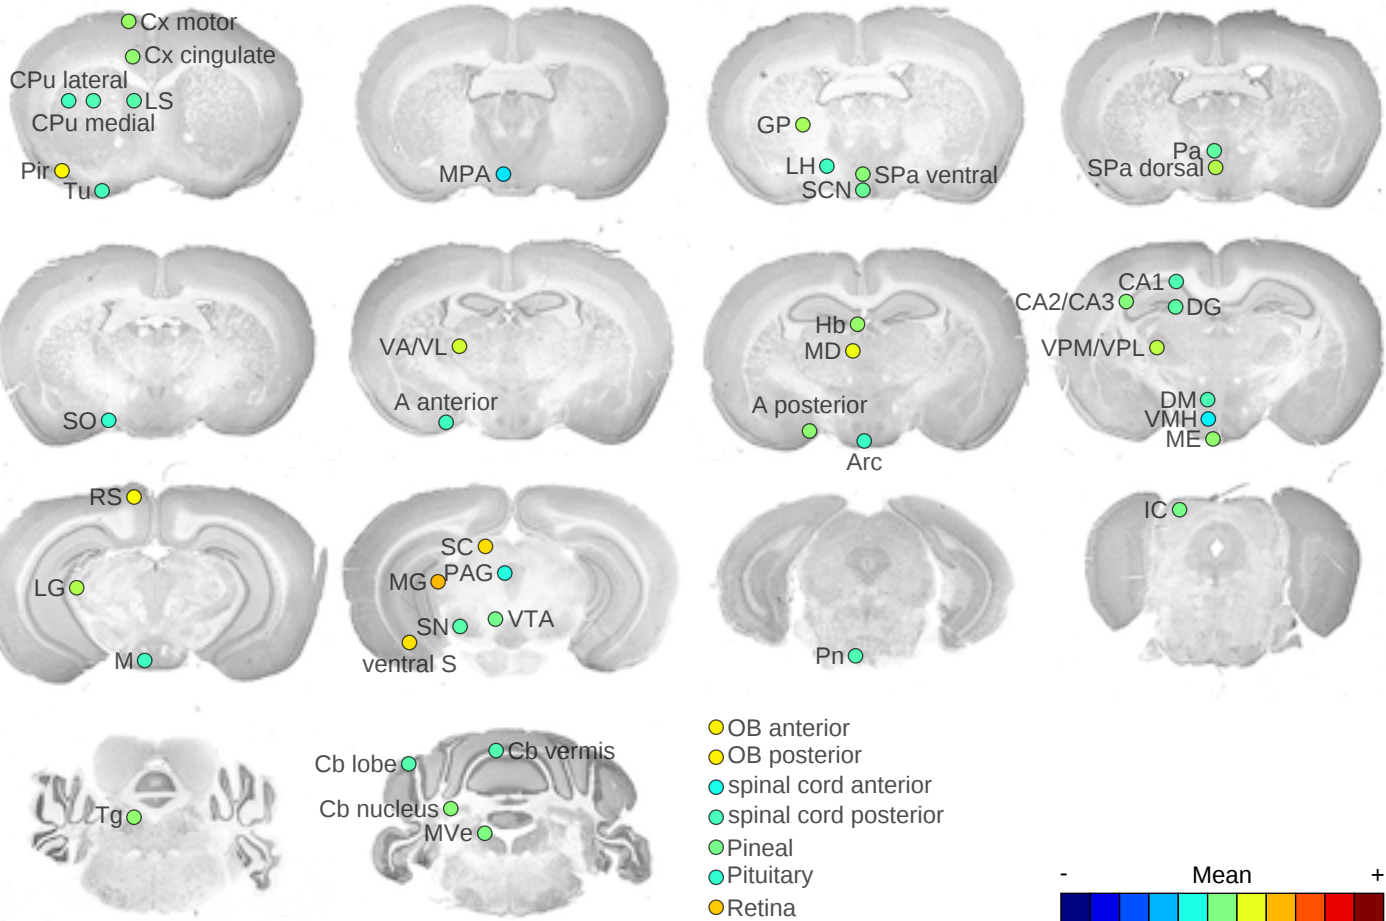 Cx motor
Cx cingulate
CPu lateral
LS
CPu medial
Pir
Tu
MPA
GP
LH
SPa ventral
SCN
Pa
SPa dorsal
SO
VA/VL
A anterior
Hb
MD
A posterior
Arc
CA1
CA2/CA3
DG
VPM/VPL
DM
VMH
ME
RS
LG
M
SC
MG
PAG
SN
VTA
ventral S
Pn
IC
Tg
Cb lobe
Cb vermis
Cb nucleus
MVe
OB anterior
OB posterior
spinal cord anterior
spinal cord posterior
Pineal
Pituitary
Retina
- Mean +